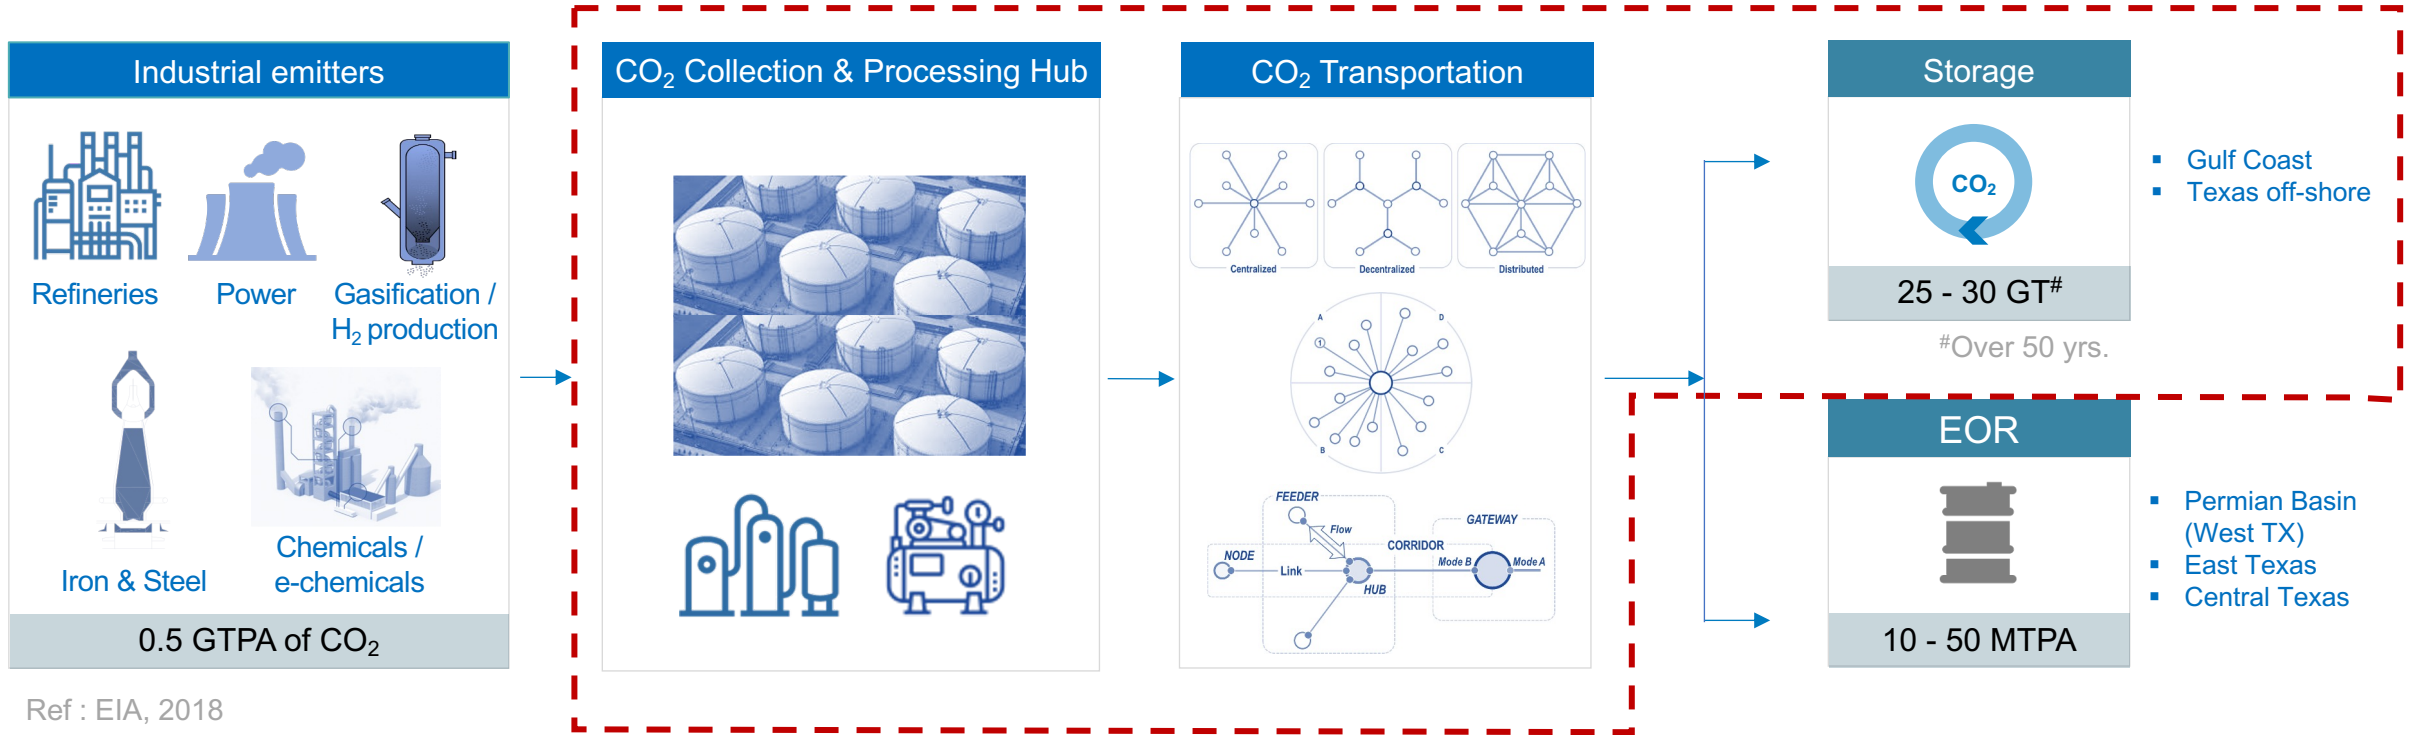 Industrial emitters
Refineries
Power
Gasification /
H₂ production
Iron & Steel
Chemicals /
e-chemicals
0.5 GTPA of CO₂
Ref : EIA, 2018
CO₂ Collection & Processing Hub
CO₂ Transportation
Centralized
Decentralized
Distributed
A
D
1
B
C
FEEDER
Flow
GATEWAY
NODE
CORRIDOR
Link
Mode B
Mode A
HUB
Storage
CO₂
25 - 30 GT#
#Over 50 yrs.
▪ Gulf Coast
▪ Texas off-shore
EOR
10 - 50 MTPA
▪ Permian Basin
(West TX)
▪ East Texas
▪ Central Texas